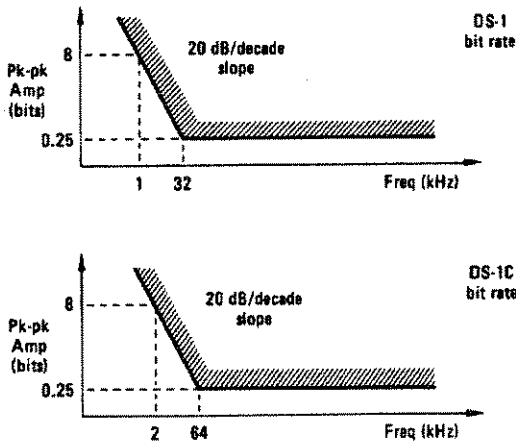 DS-1
bit rate
20 dB/decade
slope
8
Pk-pk
Amp
(bits)
0.25
1 32 Freq (kHz)
DS-1C
bit rate
20 dB/decade
slope
8
Pk-pk
Amp
(bits)
0.25
2 64 Freq (kHz)